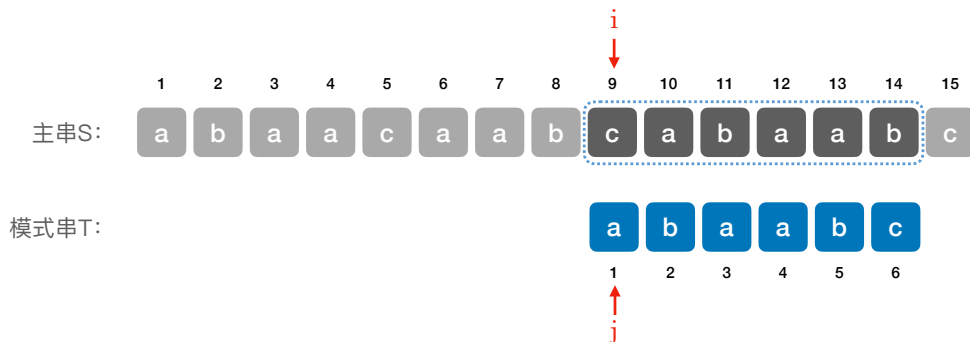 i
1 2 3 4 5 6 7 8 9 10 11 12 13 14 15
主串S: a b a a c a a b c a b a a b c
模式串T: a b a a b c
1 2 3 4 5 6
j